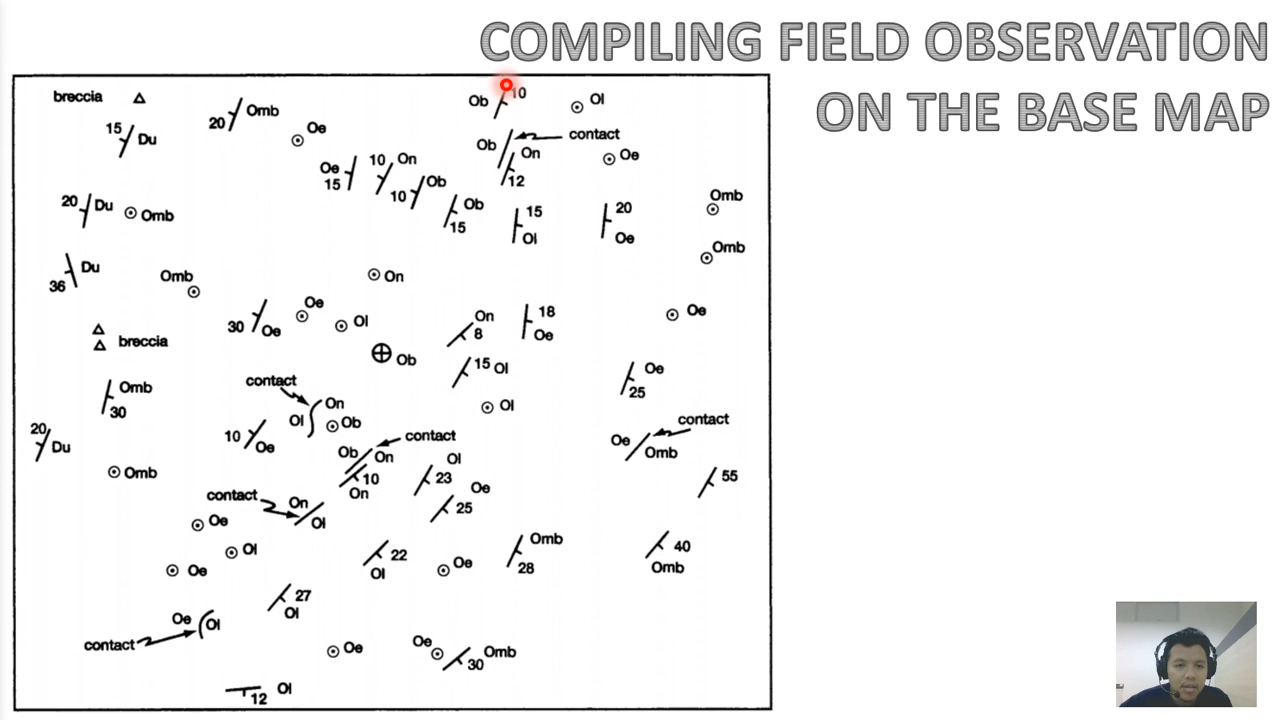 COMPILING FIELD OBSERVATION
ON THE BASE MAP
breccia
20 Omb
Oe
Ob 10
Ol
15 Du
Ob
contact
On
12
Oe
Oe
15
10 On
10 Ob
Ob
15
15
Ol
20
Oe
Omb
20 Du
Omb
Omb
36 Du
Omb
On
30 Oe
Oe
Ol
On
8
18
Oe
Oe
breccia
Ob
15 Ol
Oe
25
Omb
30
contact
On
Ol
Ob
Ol
contact
Oe
Omb
20
Du
10 Oe
contact
Ob On
10
On
Ol
23
55
Omb
contact
On
Ol
Oe
25
Oe
Ol
22
Ol
Oe
Omb
28
40
Omb
Oe
27
Ol
Oe Ol
contact
Oe
Oe
30 Omb
12 Ol